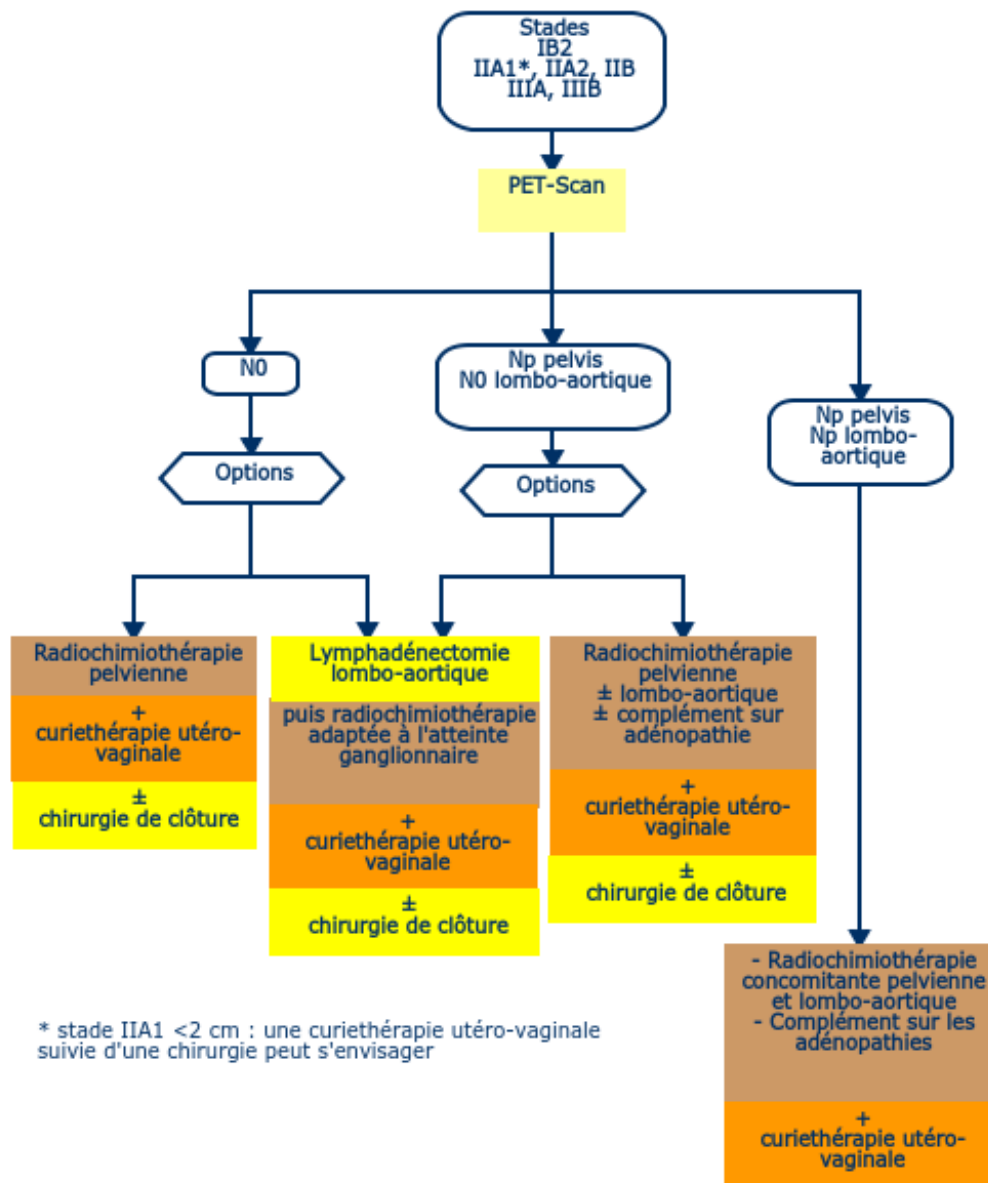 Stades
IB2
IIA1*, IIA2, IIB
IIIA, IIIB
PET-Scan
N0
Np pelvis
N0 lombo-aortique
Np pelvis
Np lombo-
aortique
Options
Options
Radiochimiothérapie
pelvienne
+
curiethérapie utéro-
vaginale
±
chirurgie de clôture
Lymphadénectomie
lombo-aortique
puis radiochimiothérapie
adaptée à l'atteinte
ganglionnaire
+
curiethérapie utéro-
vaginale
±
chirurgie de clôture
Radiochimiothérapie
pelvienne
± lombo-aortique
± complément sur
adénopathie
+
curiethérapie utéro-
vaginale
±
chirurgie de clôture
- Radiochimiothérapie
concomitante pelvienne
et lombo-aortique
- Complément sur les
adénopathies
+
curiethérapie utéro-
vaginale
* stade IIA1 <2 cm : une curiethérapie utéro-vaginale
suivie d'une chirurgie peut s'envisager